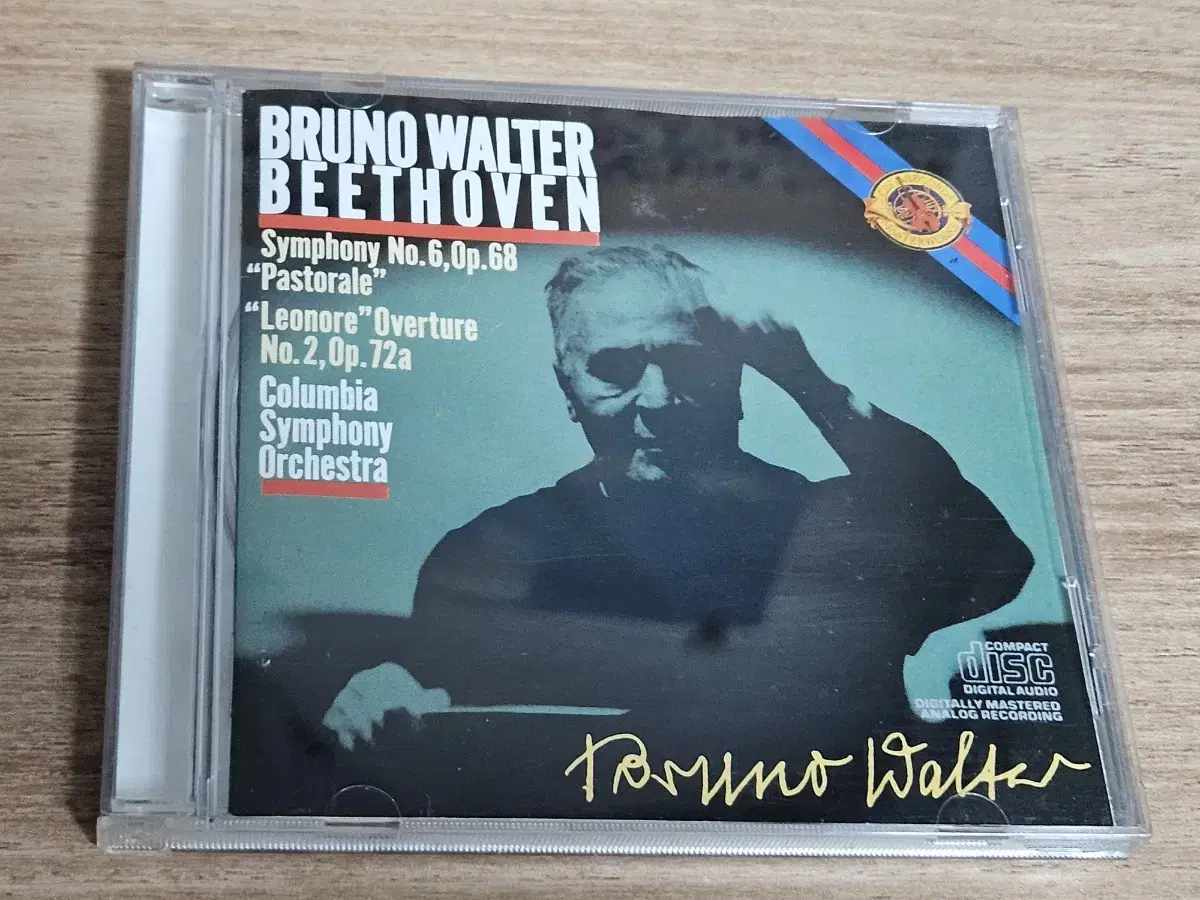 BRUNO WALTER
BEETHOVEN
Symphony No.6,Op.68
“Pastorale”
“Leonore”Overture
No.2,Op.72a
Columbia
Symphony
Orchestra
COMPACT
disc
DIGITAL AUDIO
DIGITALLY MASTERED
ANALOG RECORDING
Bruno Walter